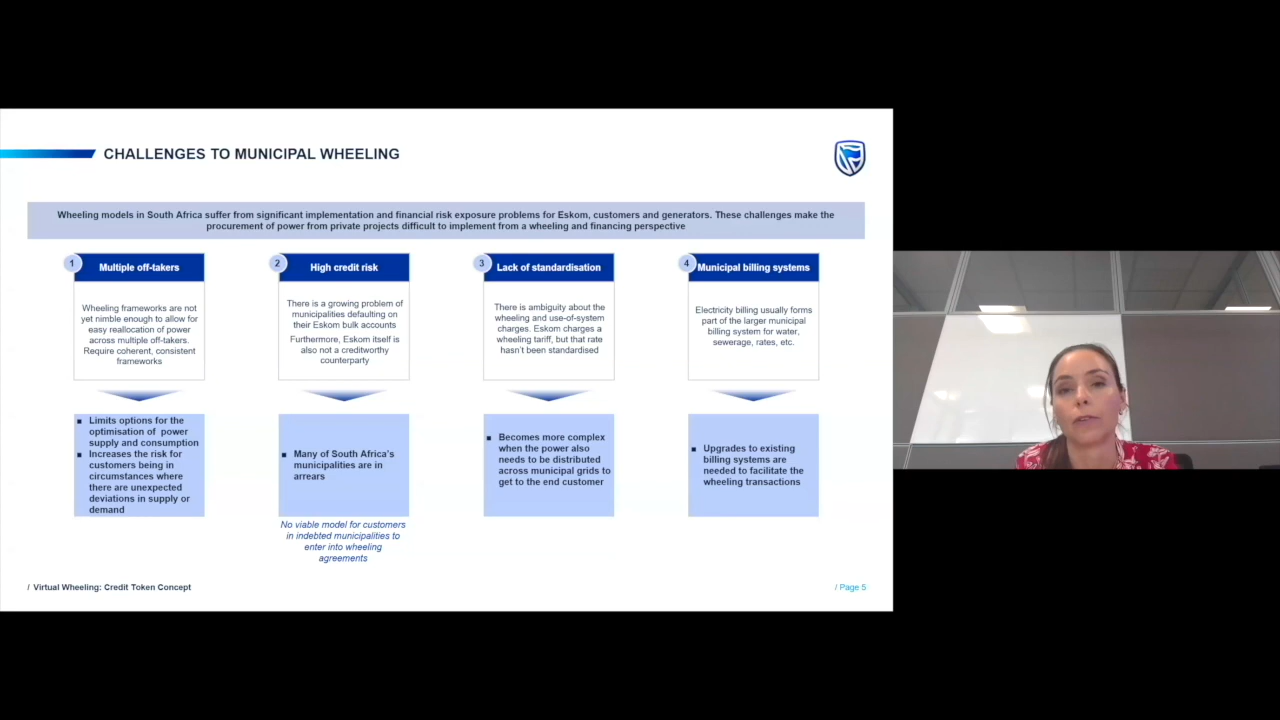 CHALLENGES TO MUNICIPAL WHEELING
Wheeling models in South Africa suffer from significant implementation and financial risk exposure problems for Eskom, customers and generators. These challenges make the
procurement of power from private projects difficult to implement from a wheeling and financing perspective
1
Multiple off-takers
Wheeling frameworks are not
yet nimble enough to allow for
easy reallocation of power
across multiple off-takers.
Require coherent, consistent
frameworks
▪ Limits options for the
optimisation of power
supply and consumption
▪ Increases the risk for
customers being in
circumstances where
there are unexpected
deviations in supply or
demand
2
High credit risk
There is a growing problem of
municipalities defaulting on
their Eskom bulk accounts
Furthermore, Eskom itself is
also not a creditworthy
counterparty
▪ Many of South Africa's
municipalities are in
arrears
No viable model for customers
in indebted municipalities to
enter into wheeling
agreements
3
Lack of standardisation
There is ambiguity about the
wheeling and use-of-system
charges. Eskom charges a
wheeling tariff, but that rate
hasn't been standardised
▪ Becomes more complex
when the power also
needs to be distributed
across municipal grids to
get to the end customer
4
Municipal billing systems
Electricity billing usually forms
part of the larger municipal
billing system for water,
sewerage, rates, etc.
▪ Upgrades to existing
billing systems are
needed to facilitate the
wheeling transactions
/ Virtual Wheeling: Credit Token Concept
/ Page 5